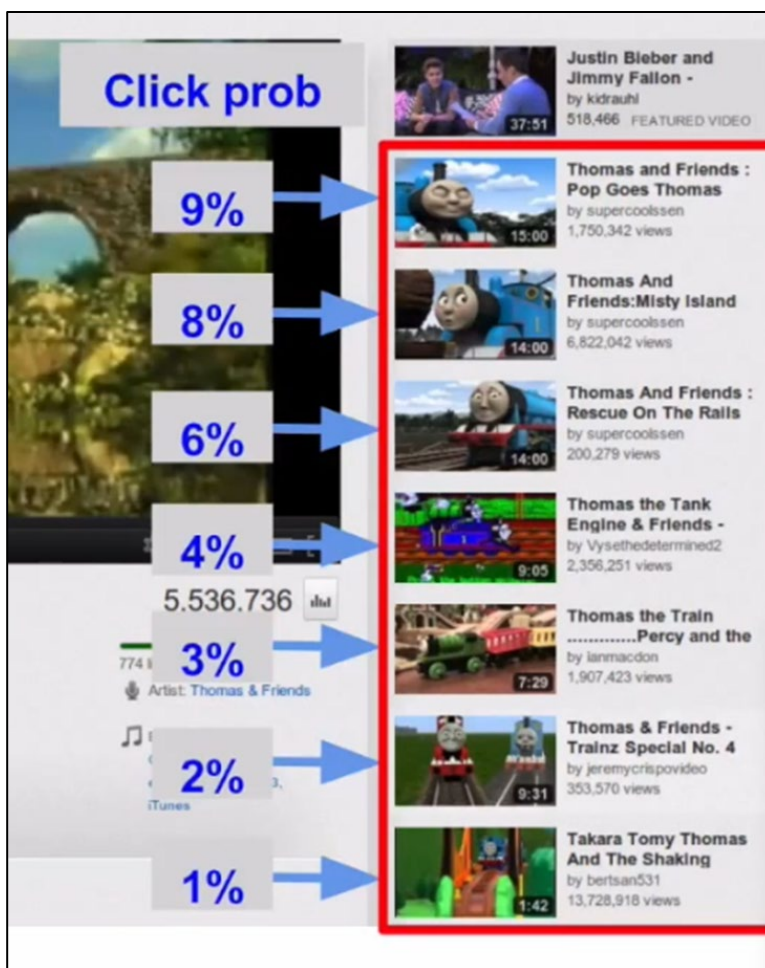 Click prob
9%
8%
6%
4%
5.536.736
3%
774
Artist: Thomas & Friends
2%
3,
iTunes
1%
Justin Bieber and
Jimmy Fallon -
by kidrauhl
518,466 FEATURED VIDEO
37:51
Thomas and Friends :
Pop Goes Thomas
by supercoolssen
1,750,342 views
15:00
Thomas And
Friends:Misty Island
by supercoolssen
6,822,042 views
14:00
Thomas And Friends :
Rescue On The Rails
by supercoolssen
200,279 views
14:00
Thomas the Tank
Engine & Friends -
by Vysethedetermined2
2,356,251 views
9:05
Thomas the Train
.............Percy and the
by ianmacdon
1,907,423 views
7:29
Thomas & Friends -
Trainz Special No. 4
by jeremycrispovideo
353,570 views
9:31
Takara Tomy Thomas
And The Shaking
by bertsan531
13,728,918 views
1:42